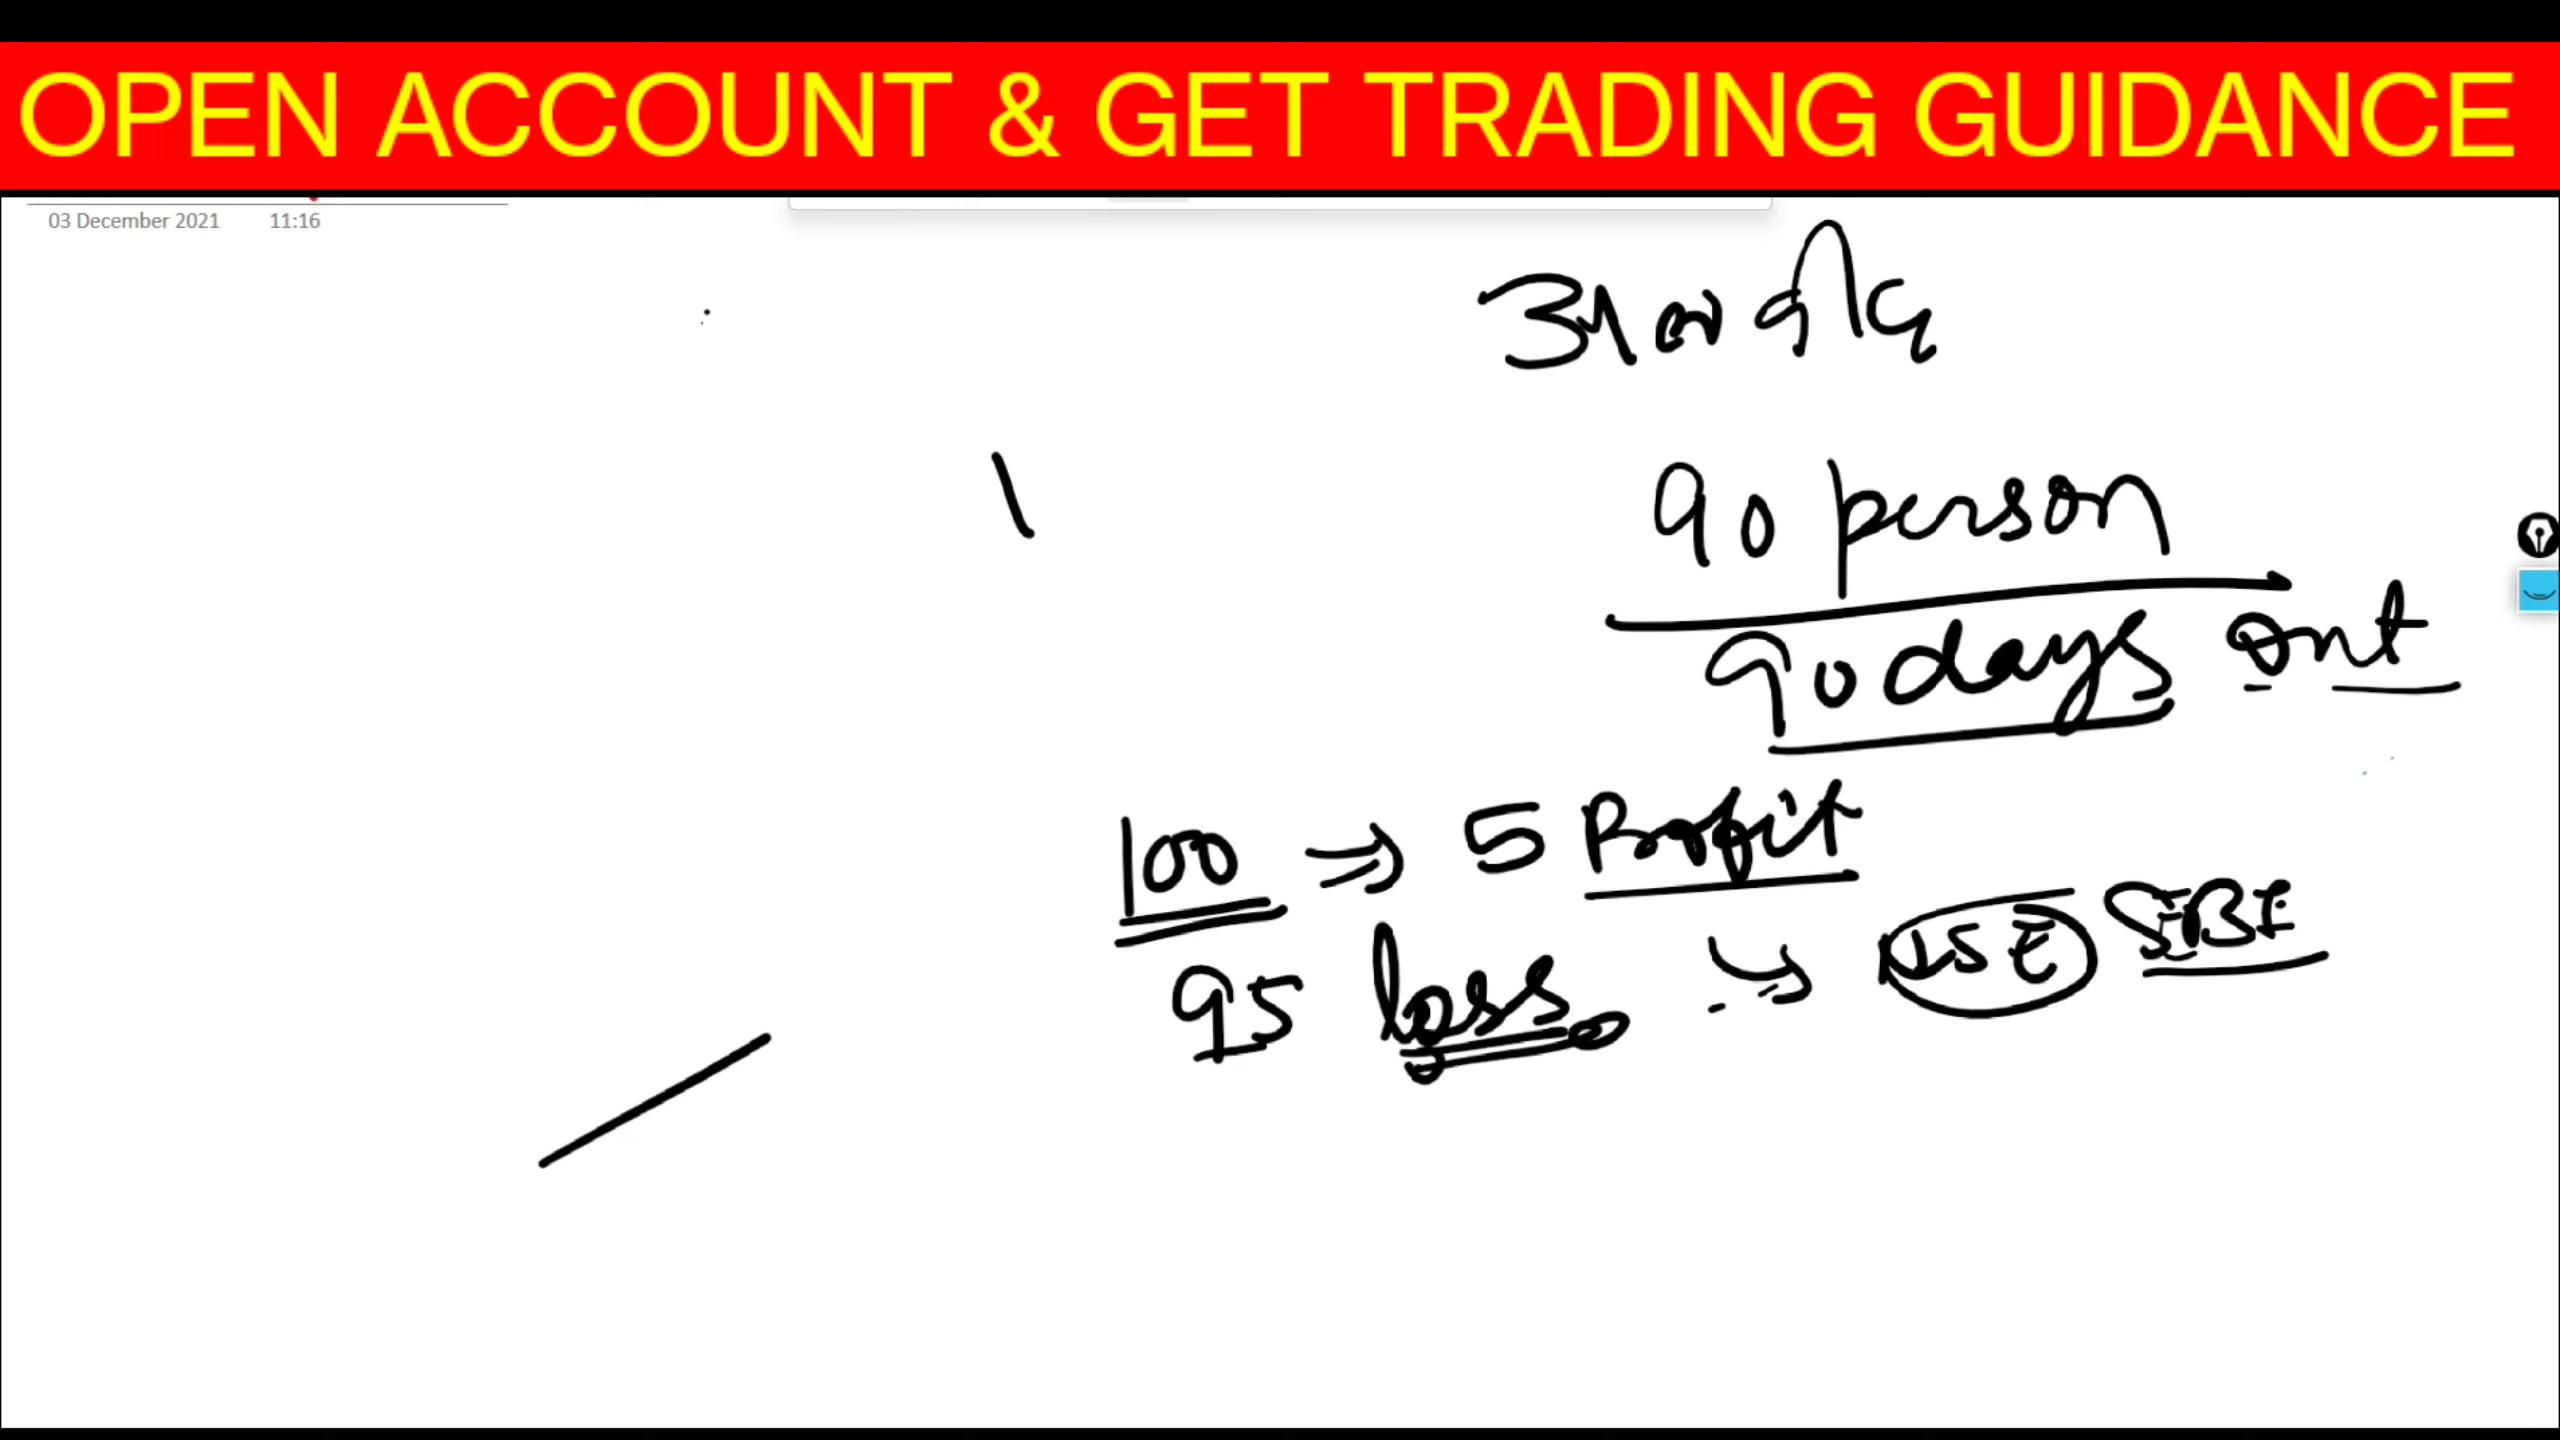 OPEN ACCOUNT & GET TRADING GUIDANCE
03 December 2021 11:16
90 person
90 days out
100 ⇒ 5 Profit
95 loss → NSE SEBI